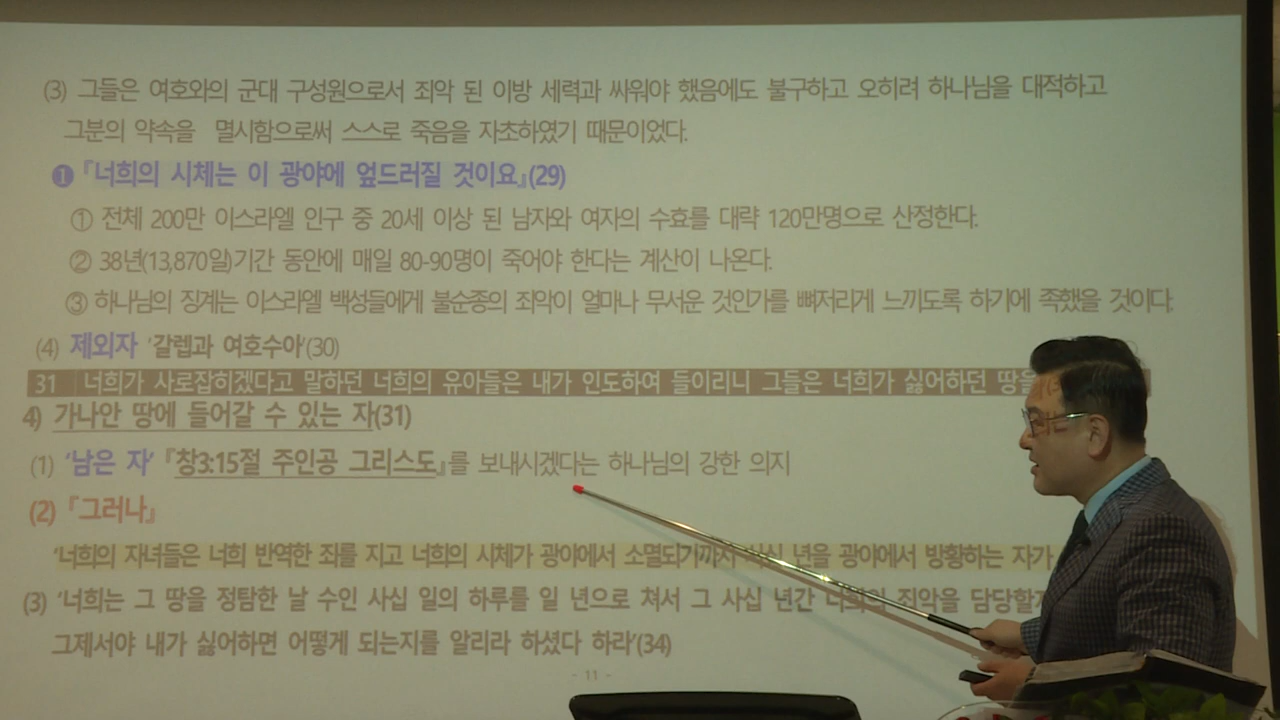 (3) 그들은 여호와의 군대 구성원으로서 죄악 된 이방 세력과 싸워야 했음에도 불구하고 오히려 하나님을 대적하고
그분의 약속을 멸시함으로써 스스로 죽음을 자초하였기 때문이었다.
❶『너희의 시체는 이 광야에 엎드러질 것이요』(29)
① 전체 200만 이스라엘 인구 중 20세 이상 된 남자와 여자의 수효를 대략 120만명으로 산정한다.
② 38년(13,870일)기간 동안에 매일 80-90명이 죽어야 한다는 계산이 나온다.
③ 하나님의 징계는 이스라엘 백성들에게 불순종의 죄악이 얼마나 무서운 것인가를 뼈저리게 느끼도록 하기에 족했을 것이다.
(4) 제외자 '갈렙과 여호수아'(30)
31 너희가 사로잡히겠다고 말하던 너희의 유아들은 내가 인도하여 들이리니 그들은 너희가 싫어하던 땅을
4) 가나안 땅에 들어갈 수 있는 자(31)
(1) '남은 자' 『창3:15절 주인공 그리스도』를 보내시겠다는 하나님의 강한 의지
(2) 『그러나』
'너희의 자녀들은 너희 반역한 죄를 지고 너희의 시체가 광야에서 소멸되기까지 사십 년을 광야에서 방황하는 자가
(3) '너희는 그 땅을 정탐한 날 수인 사십 일의 하루를 일 년으로 쳐서 그 사십 년간 너희의 죄악을 담당할지
그제서야 내가 싫어하면 어떻게 되는지를 알리라 하셨다 하라'(34)
- 11 -